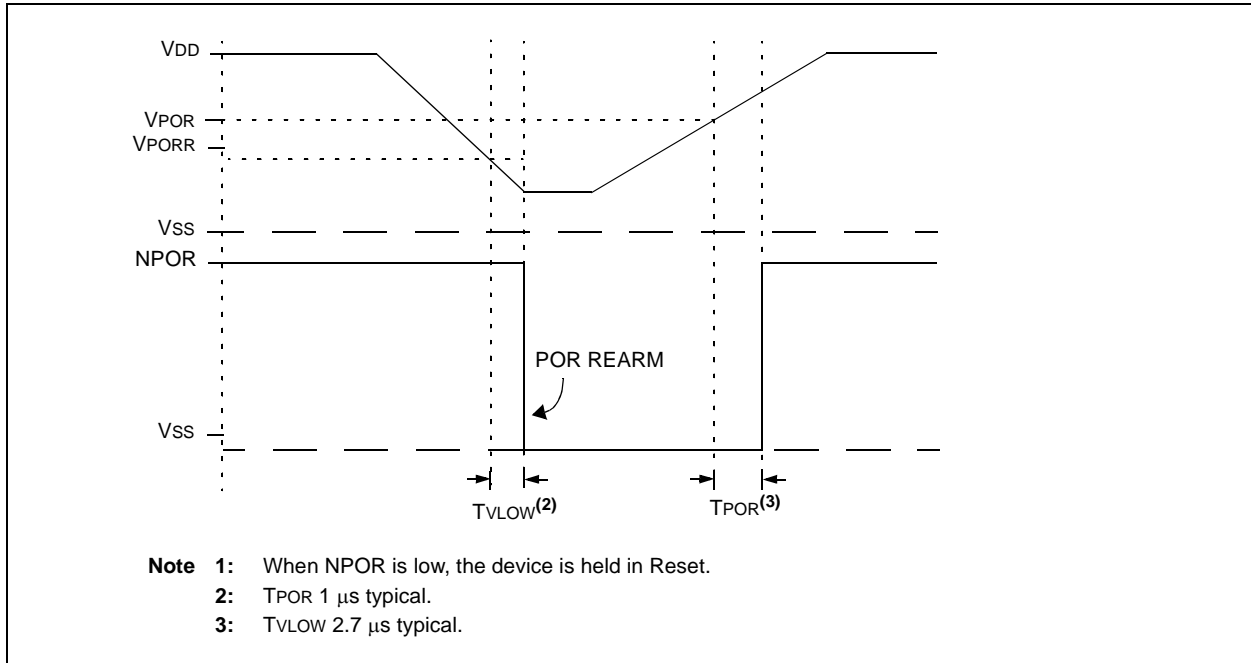 VDD
VPOR
VPORR
VSS
NPOR
POR REARM
VSS
TVLOW(2)
TPOR(3)
Note 1: When NPOR is low, the device is held in Reset.
2: TPOR 1 μs typical.
3: TVLOW 2.7 μs typical.